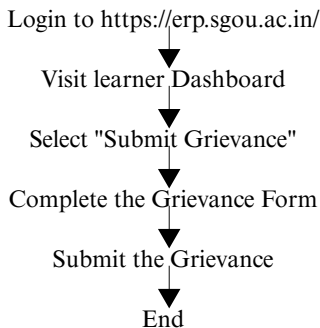 Login to https://erp.sgou.ac.in/
Visit learner Dashboard
Select "Submit Grievance"
Complete the Grievance Form
Submit the Grievance
End